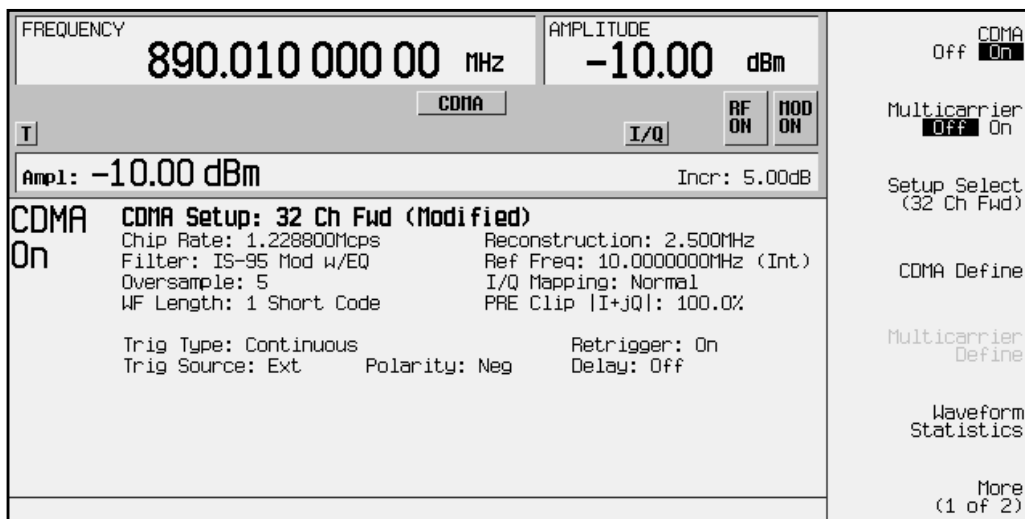 FREQUENCY
890.010 000 00 MHz
AMPLITUDE
-10.00 dBm
CDMA
RF ON
MOD ON
T
I/Q
Ampl: -10.00 dBm
Incr: 5.00dB
CDMA On
CDMA Setup: 32 Ch Fwd (Modified)
Chip Rate: 1.228800Mcps Reconstruction: 2.500MHz
Filter: IS-95 Mod w/EQ Ref Freq: 10.0000000MHz (Int)
Oversample: 5 I/Q Mapping: Normal
WF Length: 1 Short Code PRE Clip |I+jQ|: 100.0%
Trig Type: Continuous Retrigger: On
Trig Source: Ext Polarity: Neg Delay: Off
CDMA
Off On
Multicarrier
Off On
Setup Select
(32 Ch Fwd)
CDMA Define
Multicarrier
Define
Waveform
Statistics
More
(1 of 2)